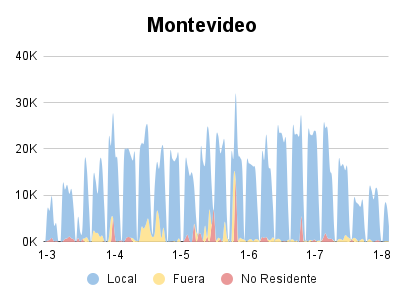 Montevideo
40K
30K
20K
10K
0K
1-3 1-4 1-5 1-6 1-7 1-8
Local Fuera No Residente